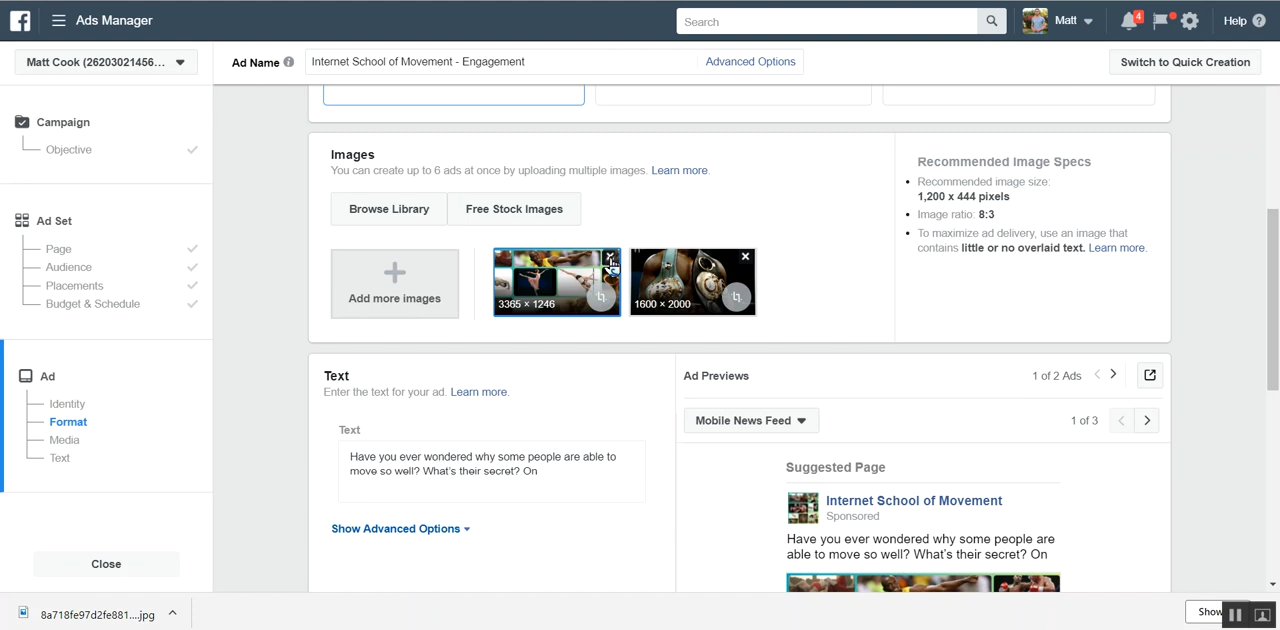 Ads Manager
Search
Matt
4
Help
Matt Cook (26203021456...
Ad Name
Internet School of Movement - Engagement
Advanced Options
Switch to Quick Creation
Campaign
Objective
Ad Set
Page
Audience
Placements
Budget & Schedule
Ad
Identity
Format
Media
Text
Close
Images
You can create up to 6 ads at once by uploading multiple images. Learn more.
Browse Library
Free Stock Images
Add more images
3365 × 1246
1600 × 2000
Recommended Image Specs
Recommended image size:
1,200 x 444 pixels
Image ratio: 8:3
To maximize ad delivery, use an image that
contains little or no overlaid text. Learn more.
Text
Enter the text for your ad. Learn more.
Text
Have you ever wondered why some people are able to
move so well? What's their secret? On
Show Advanced Options
Ad Previews
1 of 2 Ads
Mobile News Feed
1 of 3
Suggested Page
Internet School of Movement
Sponsored
Have you ever wondered why some people are
able to move so well? What's their secret? On
8a718fe97d2fe881....jpg
Show